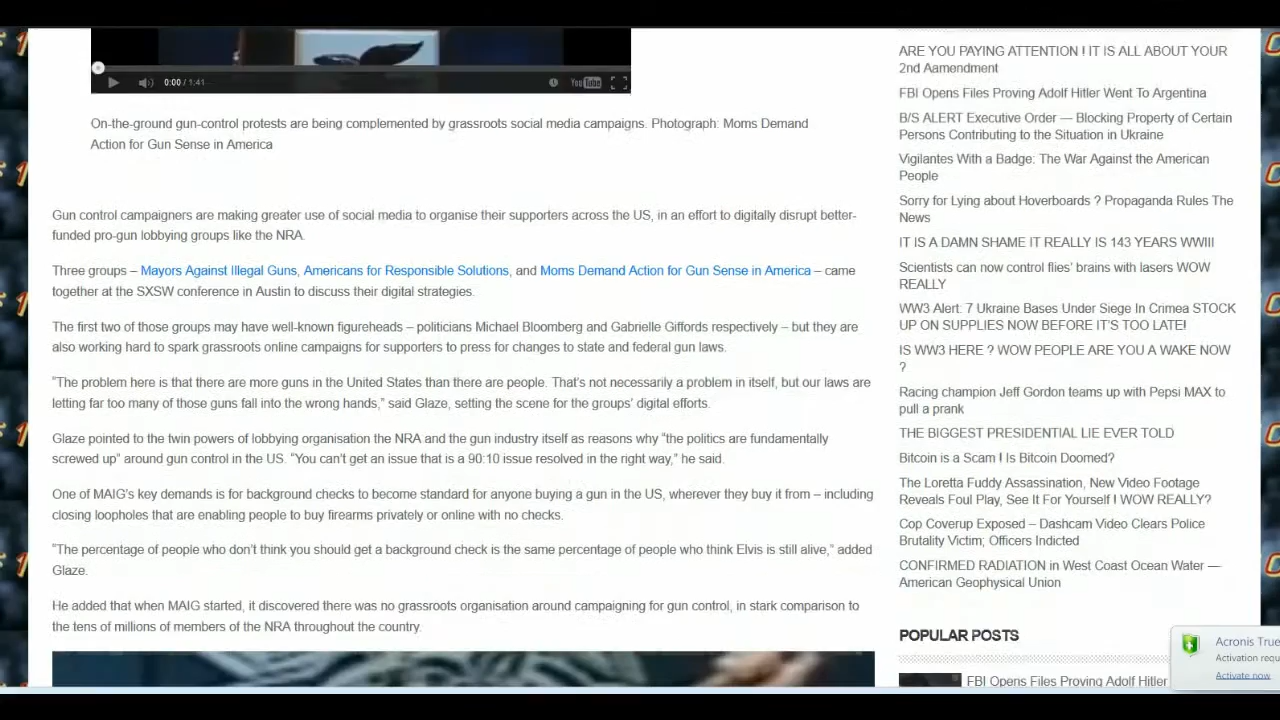 0:00 / 1:41
YouTube
On-the-ground gun-control protests are being complemented by grassroots social media campaigns. Photograph: Moms Demand
Action for Gun Sense in America
Gun control campaigners are making greater use of social media to organise their supporters across the US, in an effort to digitally disrupt better-
funded pro-gun lobbying groups like the NRA.
Three groups – Mayors Against Illegal Guns, Americans for Responsible Solutions, and Moms Demand Action for Gun Sense in America – came
together at the SXSW conference in Austin to discuss their digital strategies.
The first two of those groups may have well-known figureheads – politicians Michael Bloomberg and Gabrielle Giffords respectively – but they are
also working hard to spark grassroots online campaigns for supporters to press for changes to state and federal gun laws.
“The problem here is that there are more guns in the United States than there are people. That’s not necessarily a problem in itself, but our laws are
letting far too many of those guns fall into the wrong hands,” said Glaze, setting the scene for the groups’ digital efforts.
Glaze pointed to the twin powers of lobbying organisation the NRA and the gun industry itself as reasons why “the politics are fundamentally
screwed up” around gun control in the US. “You can’t get an issue that is a 90:10 issue resolved in the right way,” he said.
One of MAIG’s key demands is for background checks to become standard for anyone buying a gun in the US, wherever they buy it from – including
closing loopholes that are enabling people to buy firearms privately or online with no checks.
“The percentage of people who don’t think you should get a background check is the same percentage of people who think Elvis is still alive,” added
Glaze.
He added that when MAIG started, it discovered there was no grassroots organisation around campaigning for gun control, in stark comparison to
the tens of millions of members of the NRA throughout the country.
ARE YOU PAYING ATTENTION ! IT IS ALL ABOUT YOUR
2nd Aamendment
FBI Opens Files Proving Adolf Hitler Went To Argentina
B/S ALERT Executive Order — Blocking Property of Certain
Persons Contributing to the Situation in Ukraine
Vigilantes With a Badge: The War Against the American
People
Sorry for Lying about Hoverboards ? Propaganda Rules The
News
IT IS A DAMN SHAME IT REALLY IS 143 YEARS WWIII
Scientists can now control flies’ brains with lasers WOW
REALLY
WW3 Alert: 7 Ukraine Bases Under Siege In Crimea STOCK
UP ON SUPPLIES NOW BEFORE IT’S TOO LATE!
IS WW3 HERE ? WOW PEOPLE ARE YOU A WAKE NOW
?
Racing champion Jeff Gordon teams up with Pepsi MAX to
pull a prank
THE BIGGEST PRESIDENTIAL LIE EVER TOLD
Bitcoin is a Scam ! Is Bitcoin Doomed?
The Loretta Fuddy Assassination, New Video Footage
Reveals Foul Play, See It For Yourself ! WOW REALLY?
Cop Coverup Exposed – Dashcam Video Clears Police
Brutality Victim; Officers Indicted
CONFIRMED RADIATION in West Coast Ocean Water —
American Geophysical Union
POPULAR POSTS
FBI Opens Files Proving Adolf Hitler
Acronis True
Activation requ
Activate now